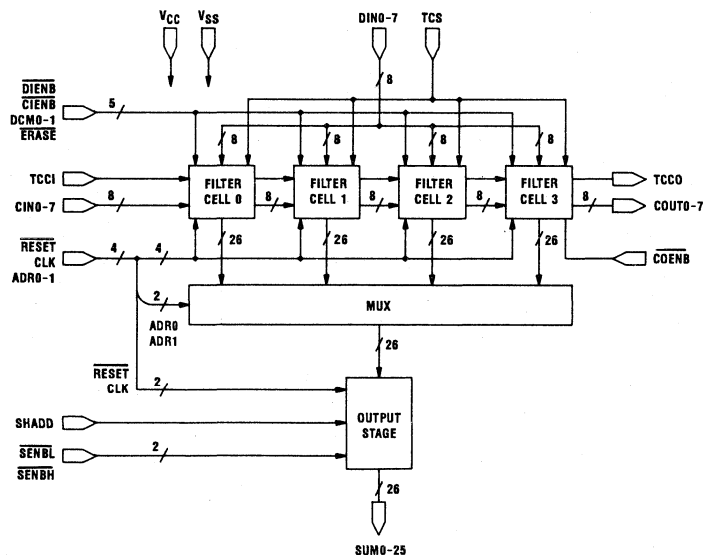 VCC VSS DIN0-7 TCS
8
DIENB
CIENB
DCM0-1
ERASE
5
8 8 8 8
TCCI
CIN0-7
8
FILTER
CELL 0
8
FILTER
CELL 1
8
FILTER
CELL 2
8
FILTER
CELL 3
8
TCCO
COUT0-7
RESET
CLK
ADR0-1
4 4
26 26 26 26
COENB
2
ADR0
ADR1
MUX
26
RESET
CLK
2
SHADD
OUTPUT
STAGE
SENBL
SENBH
2
26
SUM0-25